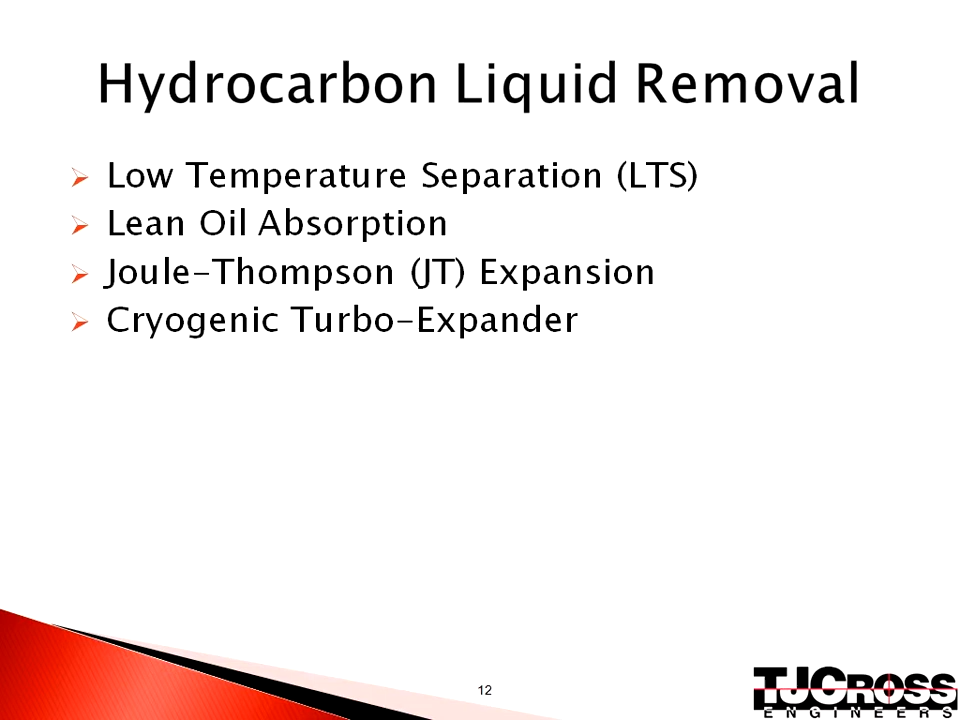 Hydrocarbon Liquid Removal
Low Temperature Separation (LTS)
Lean Oil Absorption
Joule-Thompson (JT) Expansion
Cryogenic Turbo-Expander
12
TJCROSS
ENGINEERS